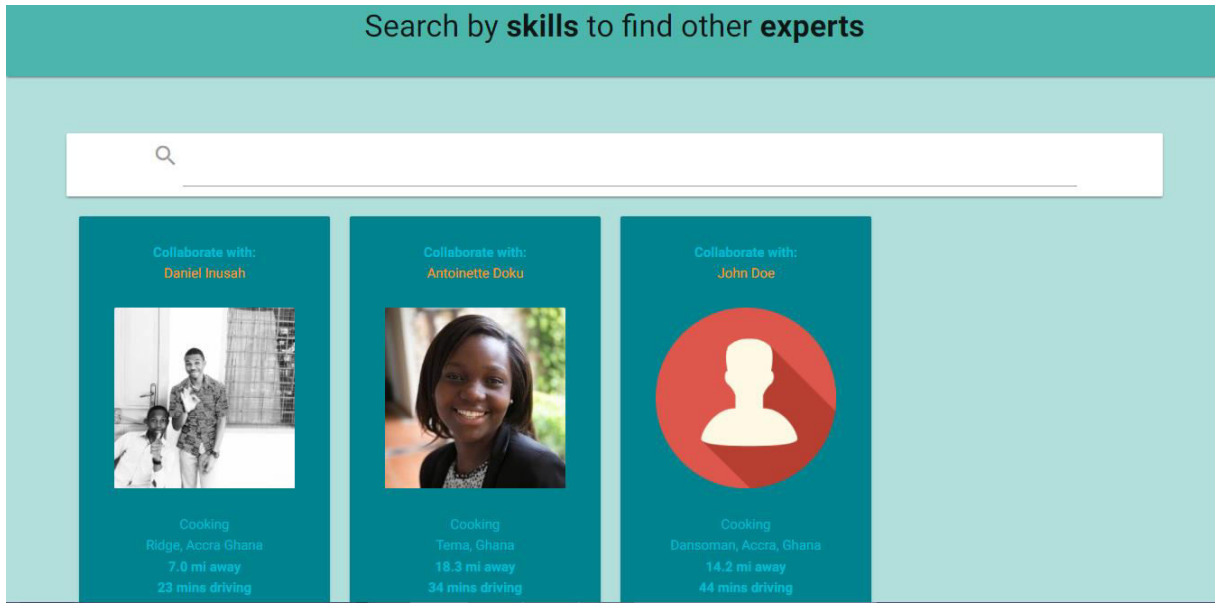 Search by skills to find other experts
Collaborate with:
Daniel Inusah
Cooking
Ridge, Accra Ghana
7.0 mi away
23 mins driving
Collaborate with:
Antoinette Doku
Cooking
Tema, Ghana
18.3 mi away
34 mins driving
Collaborate with:
John Doe
Cooking
Dansoman, Accra, Ghana
14.2 mi away
44 mins driving